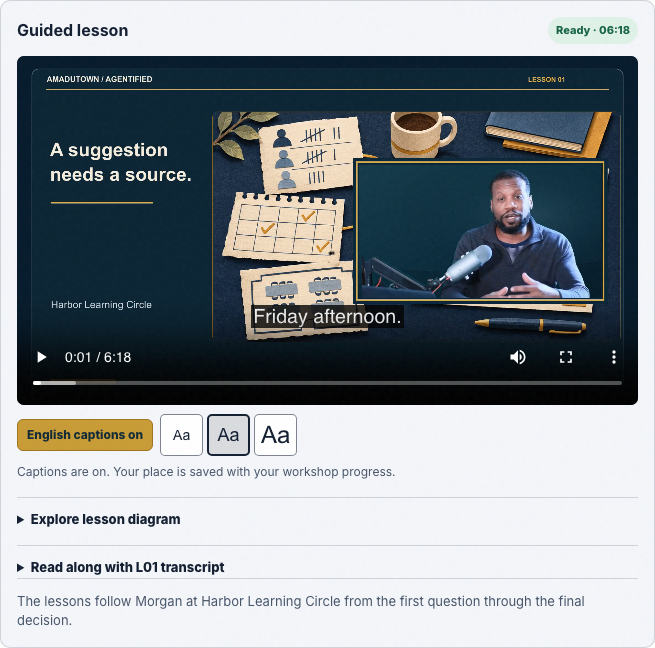 Guided lesson
Ready · 06:18
AMADUTOWN / AGENTIFIED
LESSON 01
A suggestion
needs a source.
Harbor Learning Circle
Friday afternoon.
0:01 / 6:18
English captions on
Aa
Aa
Aa
Captions are on. Your place is saved with your workshop progress.
Explore lesson diagram
Read along with L01 transcript
The lessons follow Morgan at Harbor Learning Circle from the first question through the final
decision.